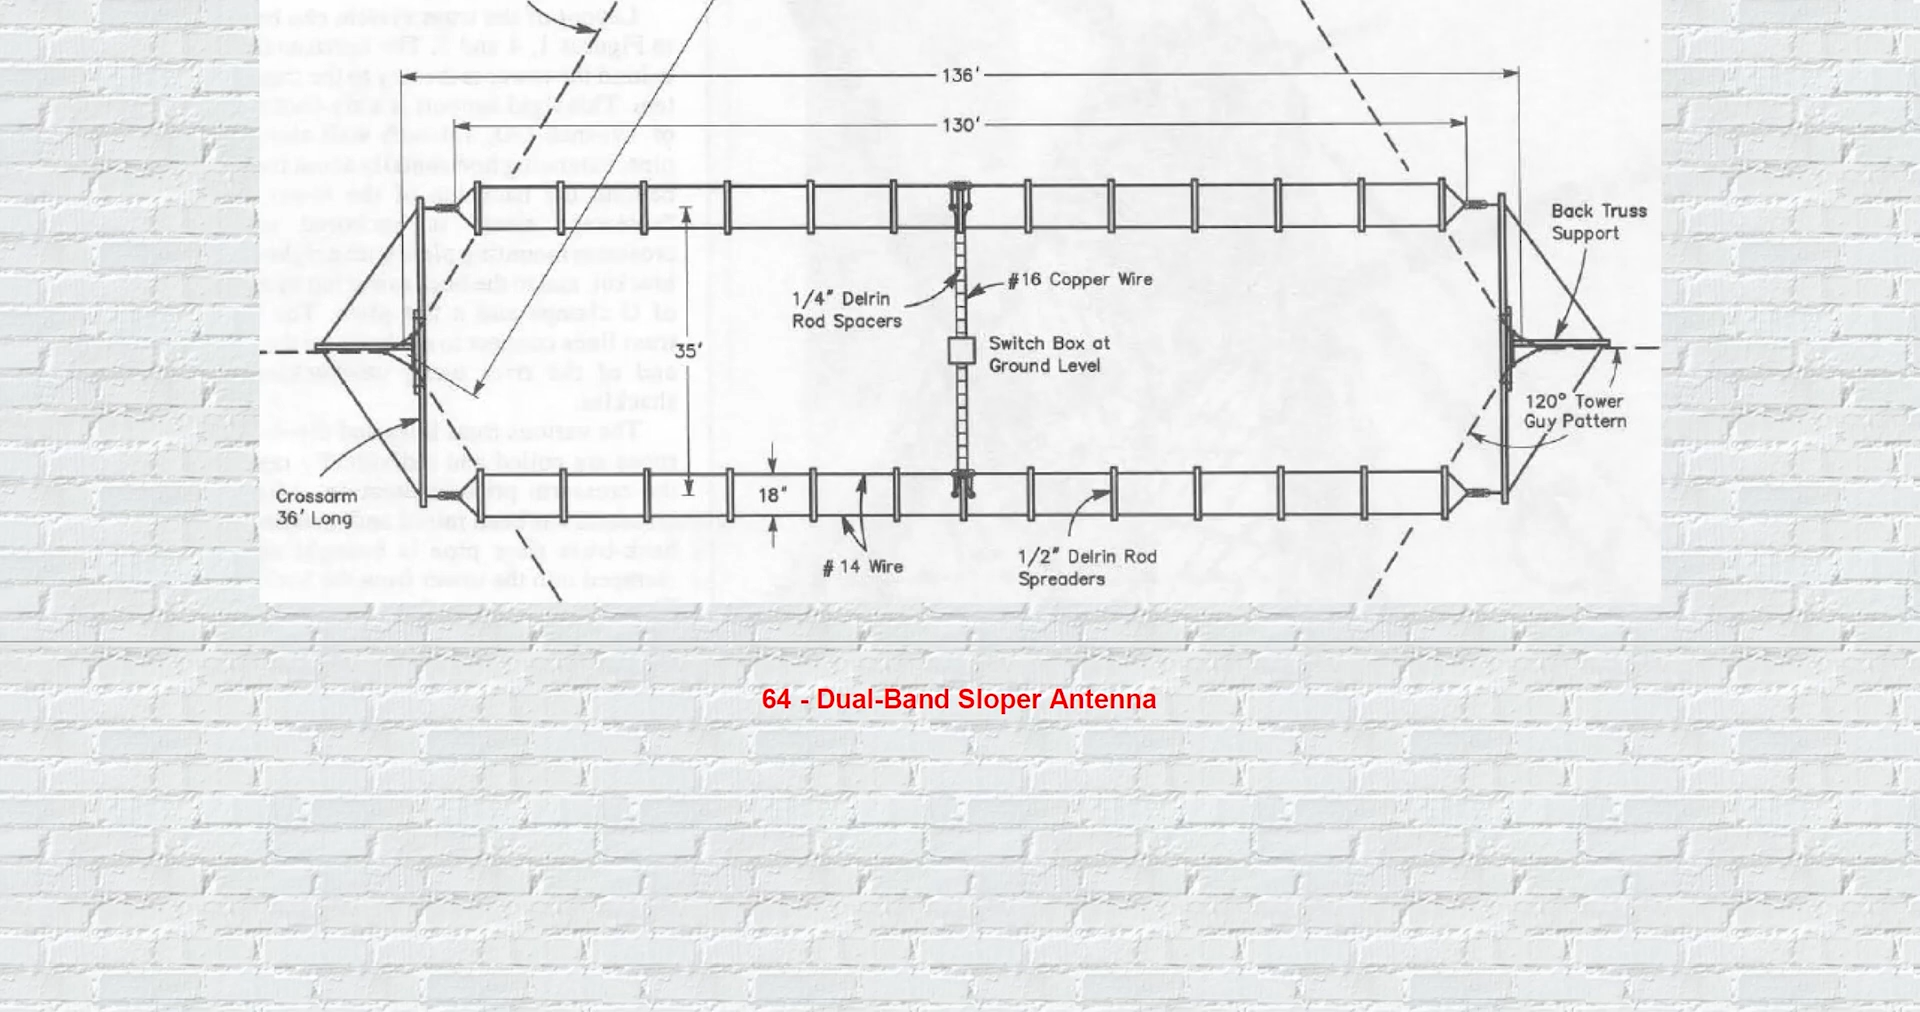 136'
130'
Back Truss
Support
#16 Copper Wire
1/4" Delrin
Rod Spacers
Switch Box at
Ground Level
35'
120° Tower
Guy Pattern
Crossarm
36' Long
18"
#14 Wire
1/2" Delrin Rod
Spreaders
64 - Dual-Band Sloper Antenna